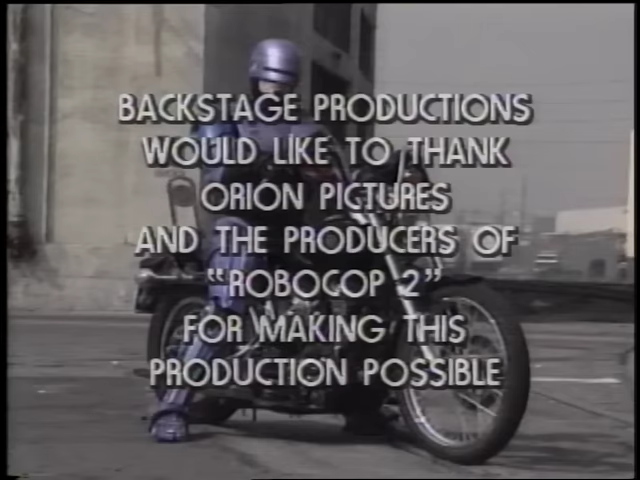 BACKSTAGE PRODUCTIONS
WOULD LIKE TO THANK
ORION PICTURES
AND THE PRODUCERS OF
"ROBOCOP 2"
FOR MAKING THIS
PRODUCTION POSSIBLE